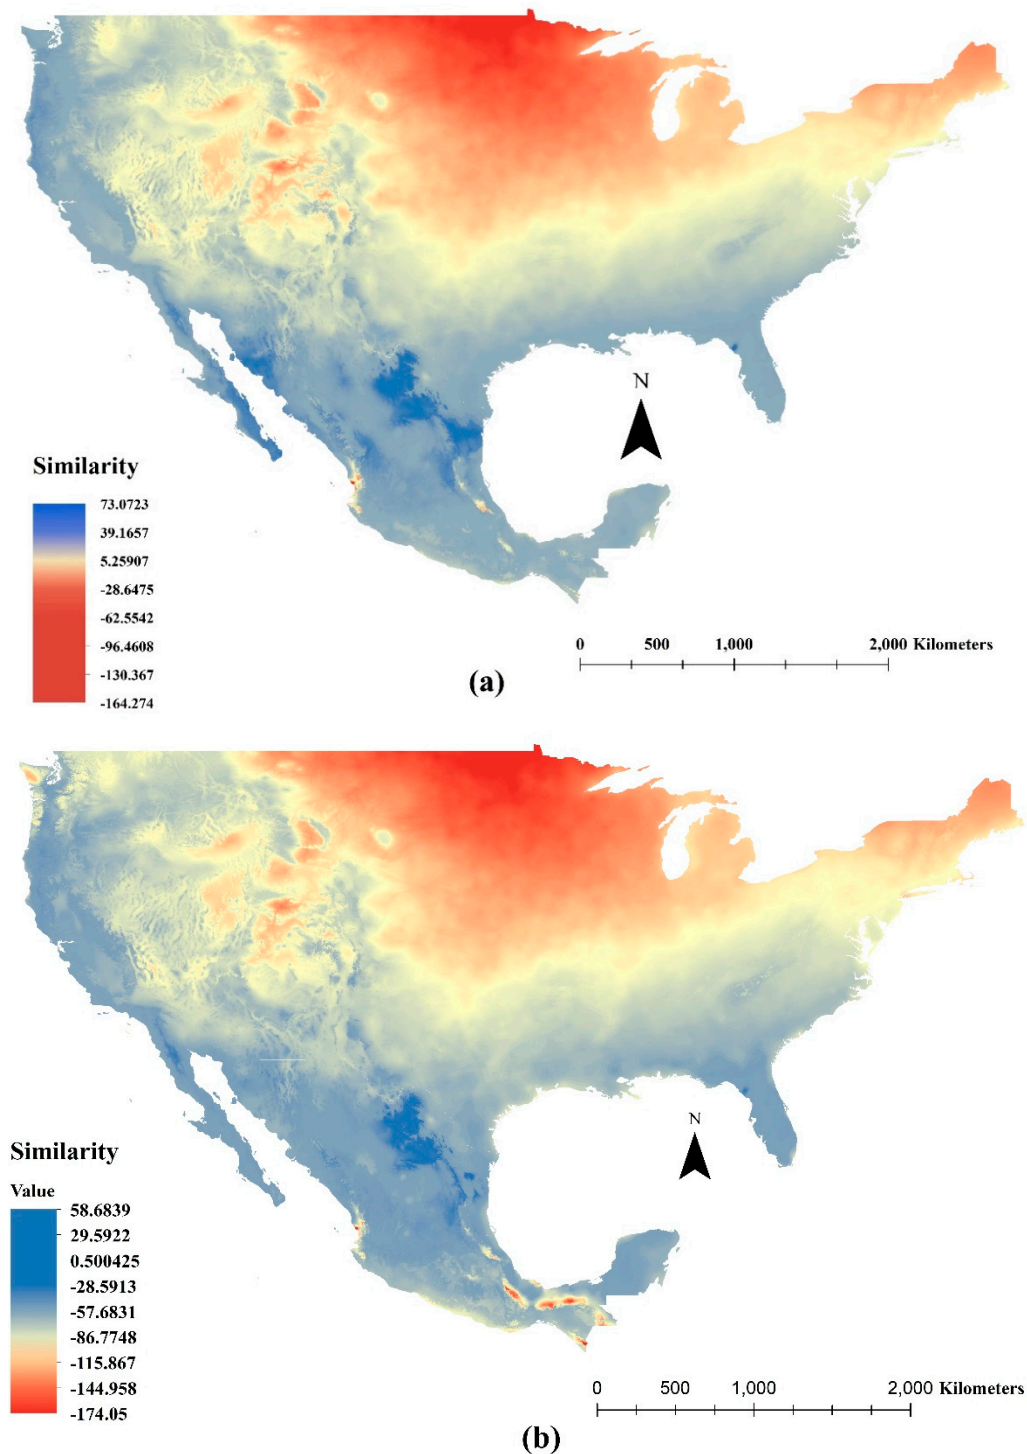 N
Similarity
73.0723
39.1657
5.25907
-28.6475
-62.5542
-96.4608
-130.367
-164.274
0 500 1,000 2,000 Kilometers
(a)
N
Similarity
Value
58.6839
29.5922
0.500425
-28.5913
-57.6831
-86.7748
-115.867
-144.958
-174.05
0 500 1,000 2,000 Kilometers
(b)